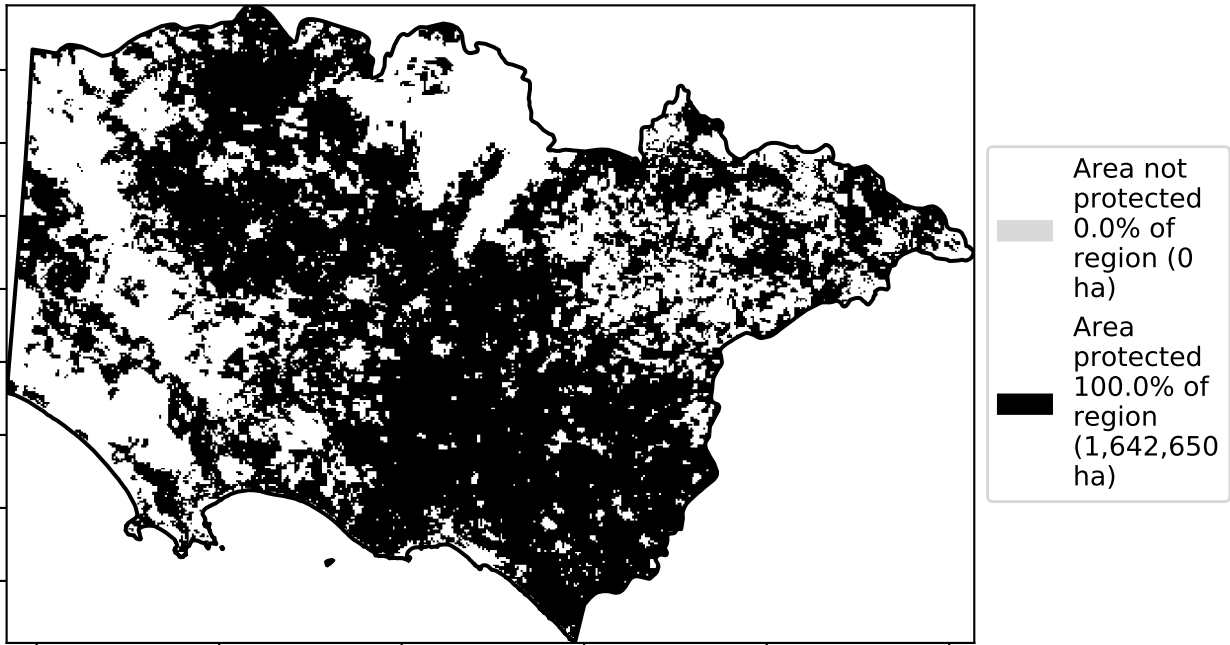 Area not
protected
0.0% of
region (0
ha)
Area
protected
100.0% of
region
(1,642,650
ha)